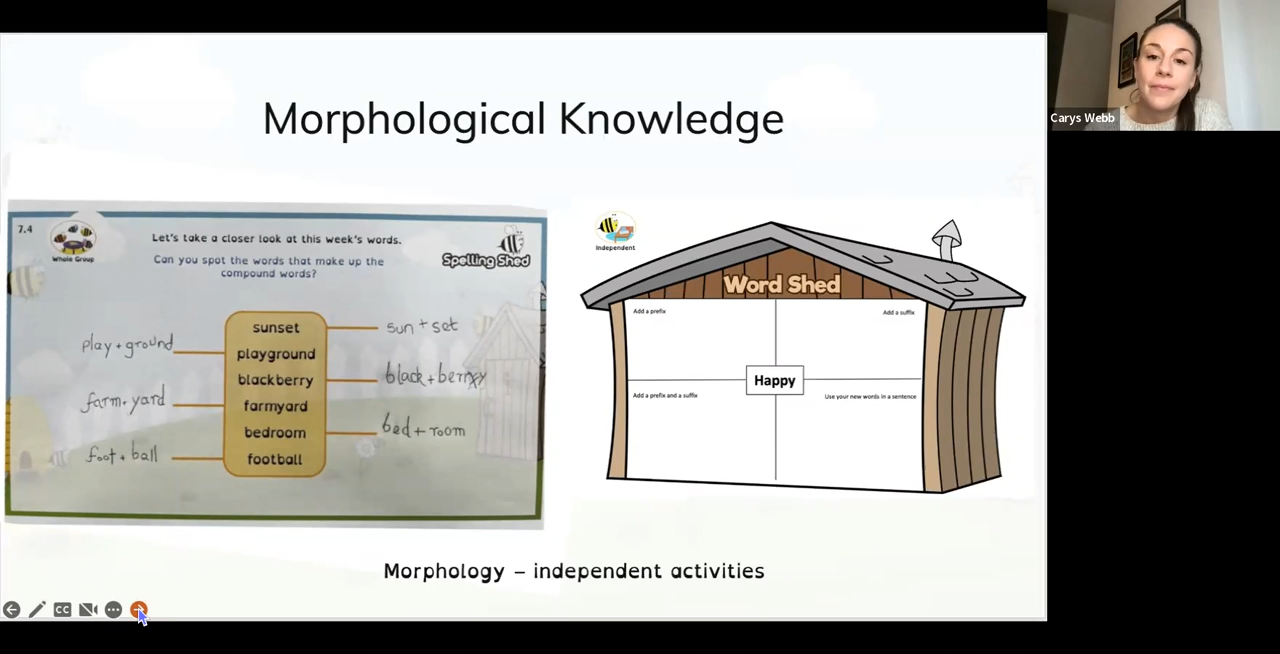 Morphological Knowledge
Carys Webb
7.4
Whole Group
Let's take a closer look at this week's words.
Can you spot the words that make up the
compound words?
Spelling Shed
sunset
playground
blackberry
farmyard
bedroom
football
play + ground
farm + yard
foot + ball
sun + set
black + berry
bed + room
Independent
Word Shed
Add a prefix
Add a suffix
Happy
Add a prefix and a suffix
Use your new words in a sentence
Morphology – independent activities
CC